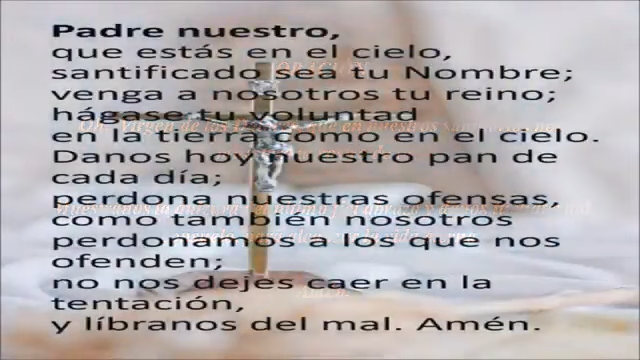 Padre nuestro,
que estás en el cielo,
santificado sea tu Nombre;
venga a nosotros tu reino;
hágase tu voluntad
en la tierra como en el cielo.
Danos hoy nuestro pan de
cada día;
perdona nuestras ofensas,
como también nosotros
perdonamos a los que nos
ofenden;
no nos dejes caer en la
tentación,
y líbranos del mal. Amén.
ORACIÓN